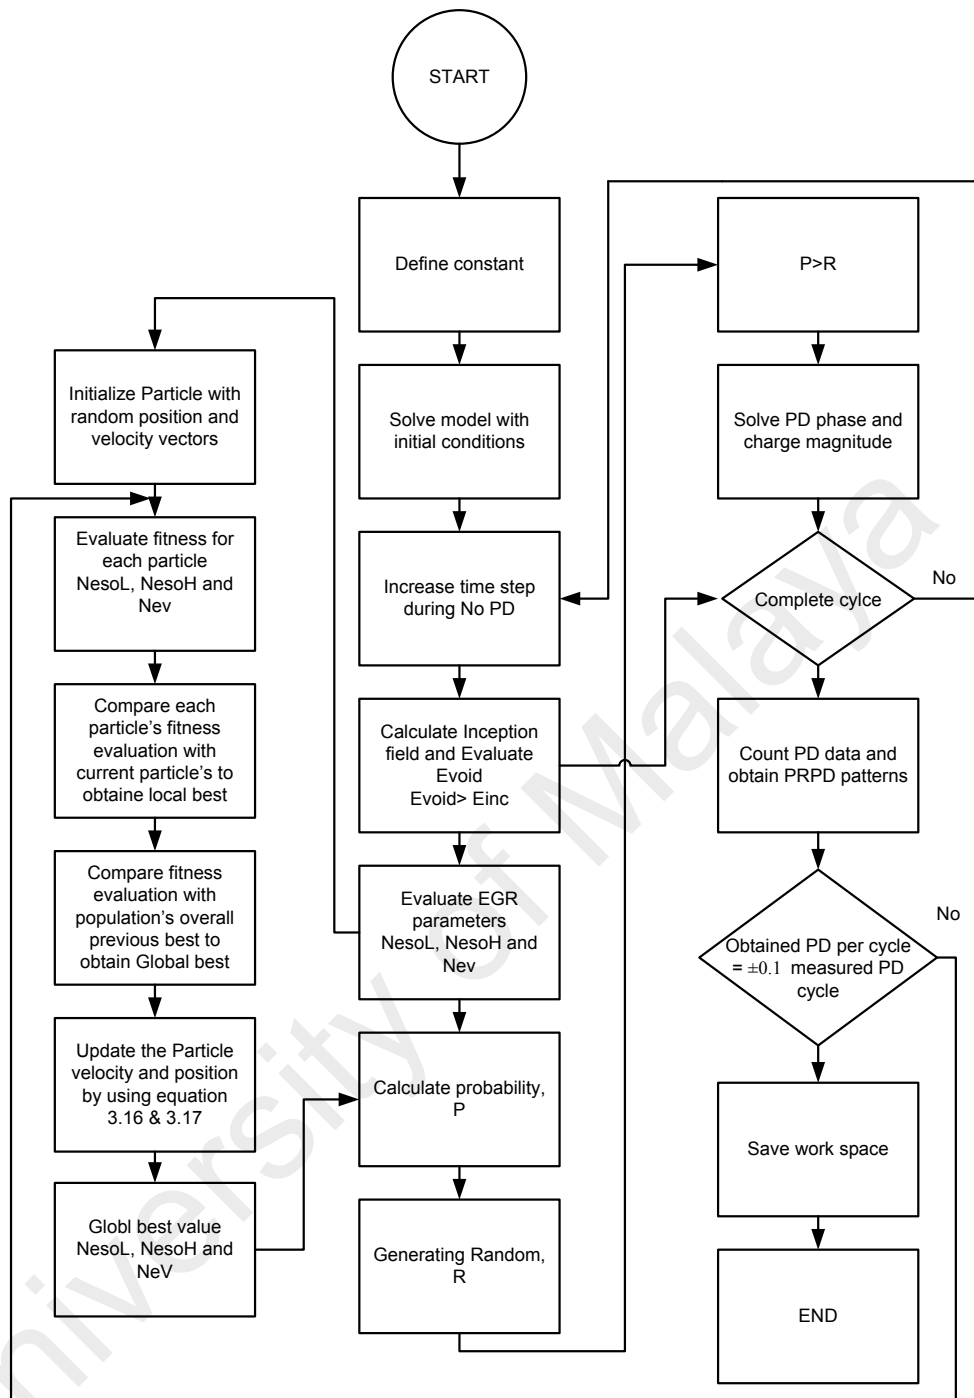 START
Define constant
Solve model with
initial conditions
Increase time step
during No PD
Calculate Inception
field and Evaluate
Evoid
Evoid> Einc
Evaluate EGR
parameters
NesoL, NesoH and
Nev
Calculate probability,
P
Generating Random,
R
Initialize Particle with
random position and
velocity vectors
Evaluate fitness for
each particle
NesoL, NesoH and
Nev
Compare each
particle's fitness
evaluation with
current particle's to
obtaine local best
Compare fitness
evaluation with
population's overall
previous best to
obtain Global best
Update the Particle
velocity and position
by using equation
3.16 & 3.17
Globl best value
NesoL, NesoH and
NeV
P>R
Solve PD phase and
charge magnitude
Complete cylce
No
Count PD data and
obtain PRPD patterns
Obtained PD per cycle
= ±0.1 measured PD
cycle
No
Save work space
END
niversity of Malaya